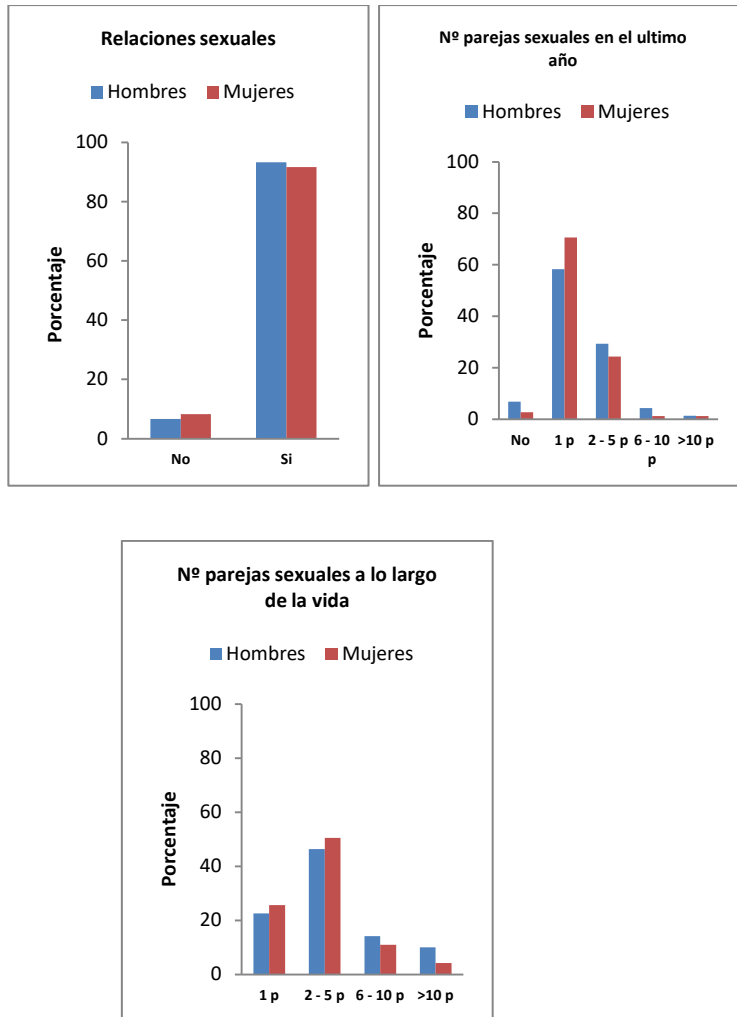 Relaciones sexuales
Hombres Mujeres
100
80
60
40
20
0
Porcentaje
No Si
Nº parejas sexuales en el ultimo
año
Hombres Mujeres
100
80
60
40
20
0
Porcentaje
No 1 p 2 - 5 p 6 - 10 >10 p
p
Nº parejas sexuales a lo largo
de la vida
Hombres Mujeres
100
80
60
40
20
0
Porcentaje
1 p 2 - 5 p 6 - 10 p >10 p